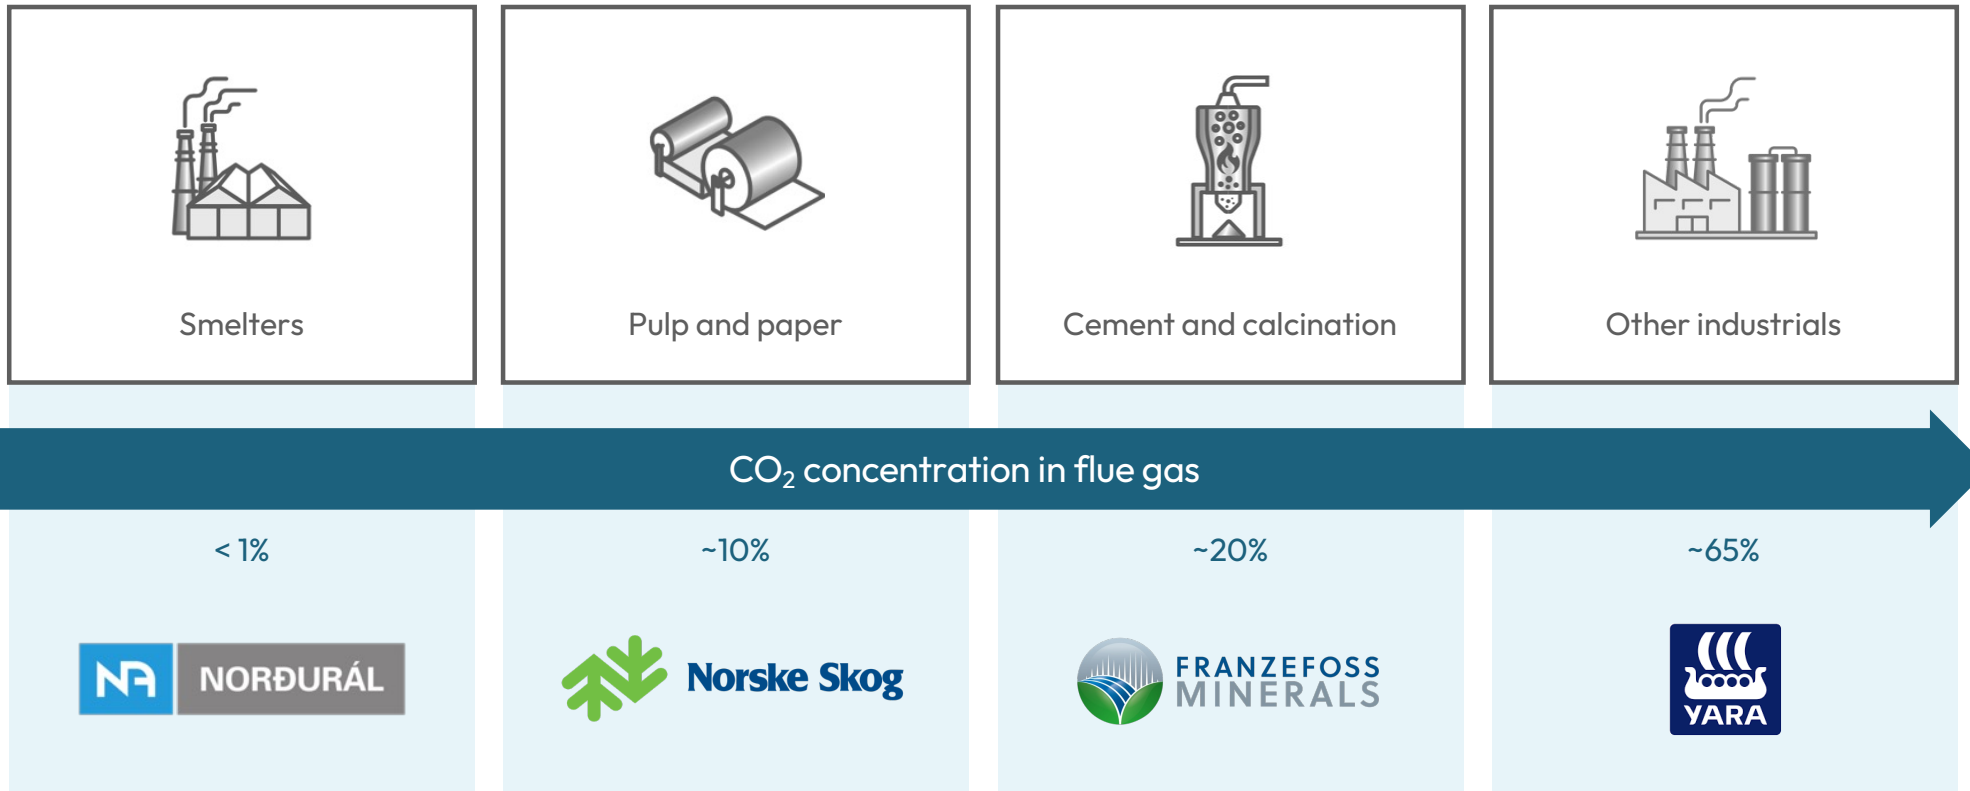 Smelters
Pulp and paper
Cement and calcination
Other industrials
CO₂ concentration in flue gas
< 1%
~10%
~20%
~65%
NA NORÐURÁL
Norske Skog
FRANZEFOSS
MINERALS
YARA